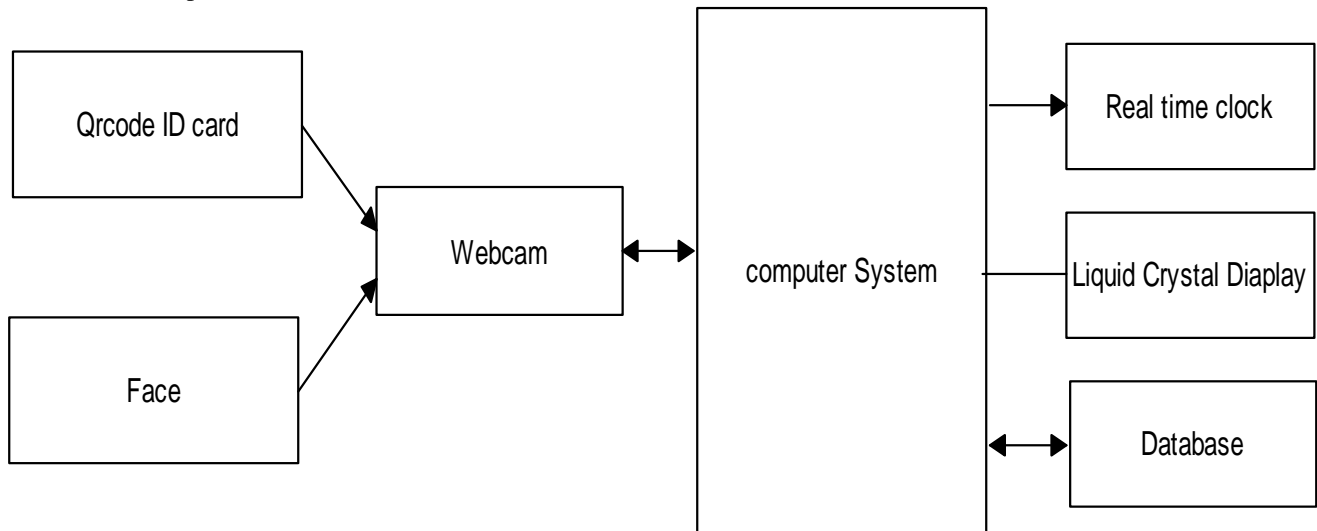 Qrcode ID card
Face
Webcam
computer System
Real time clock
Liquid Crystal Diaplay
Database